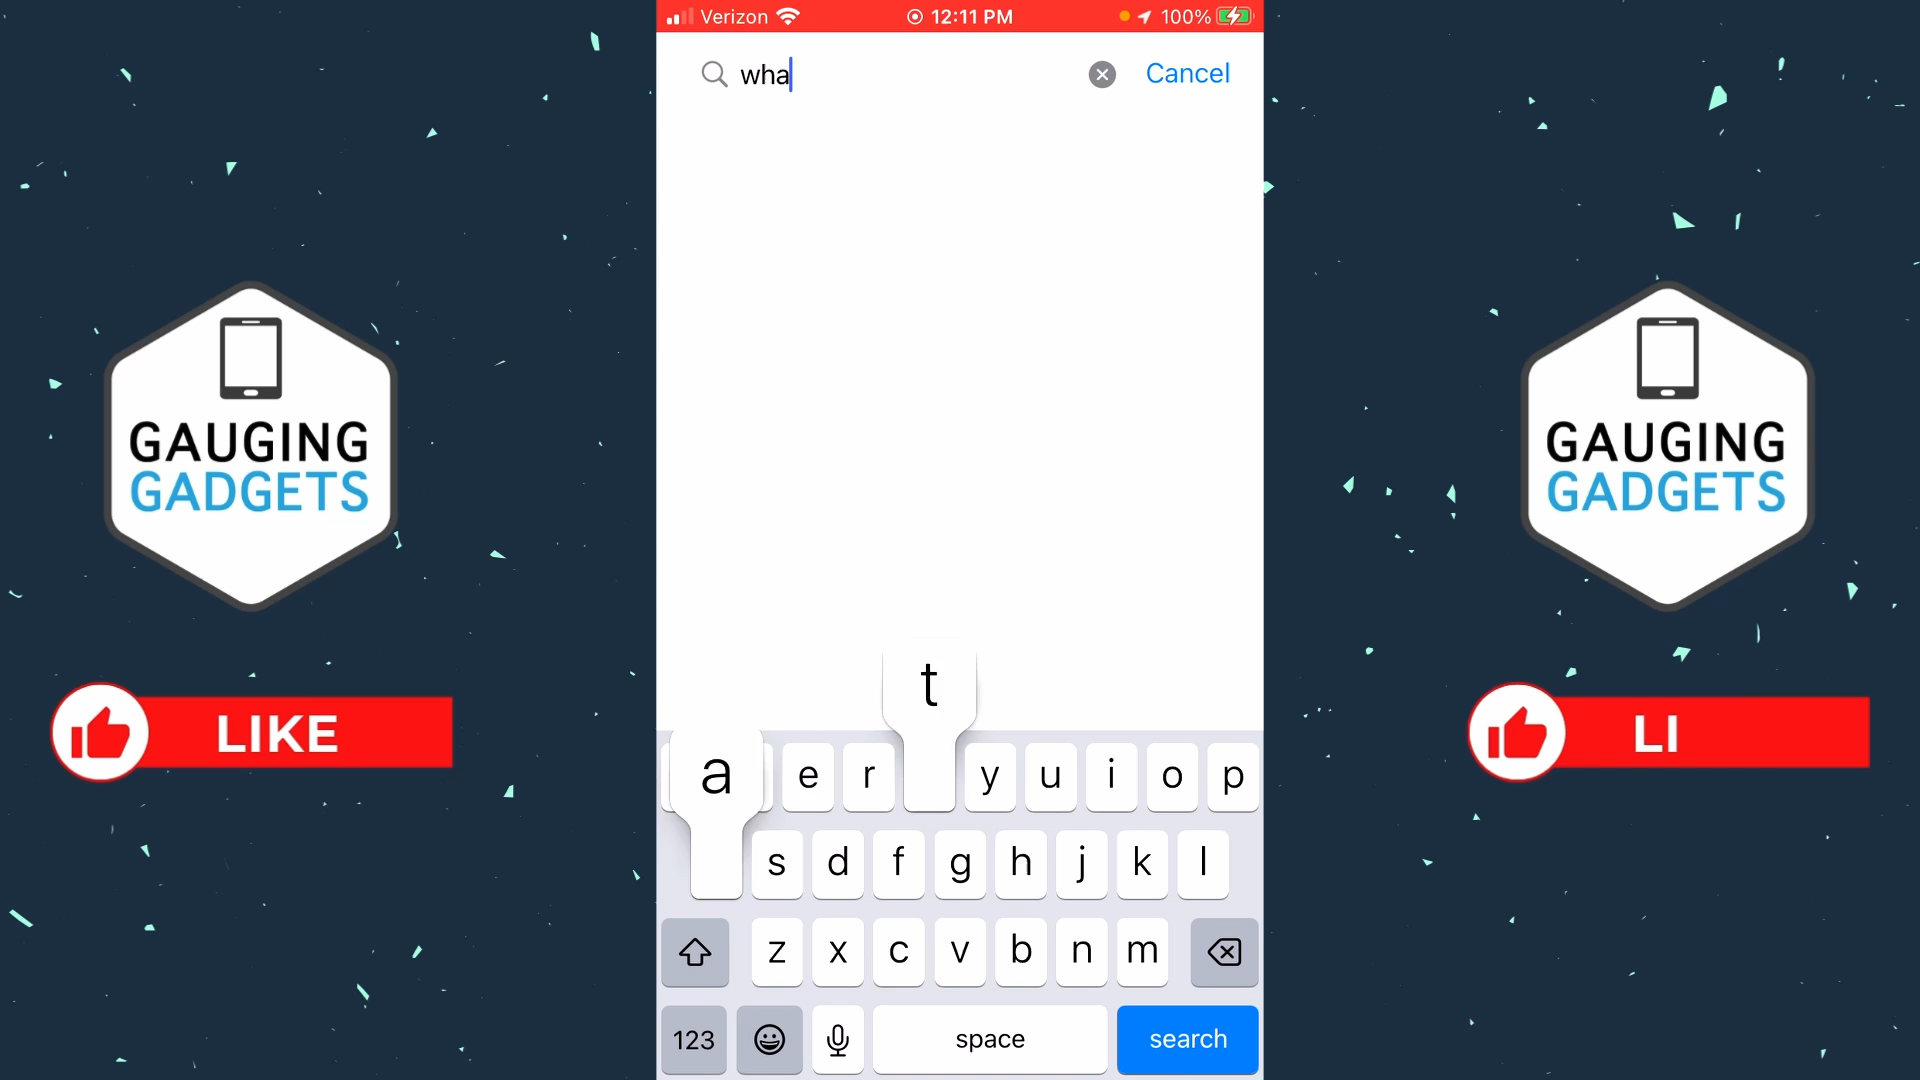 Verizon 12:11 PM 100%
wha Cancel
GAUGING
GADGETS
LIKE
GAUGING
GADGETS
LI
t
a e r y u i o p
s d f g h j k l
z x c v b n m
123 space search